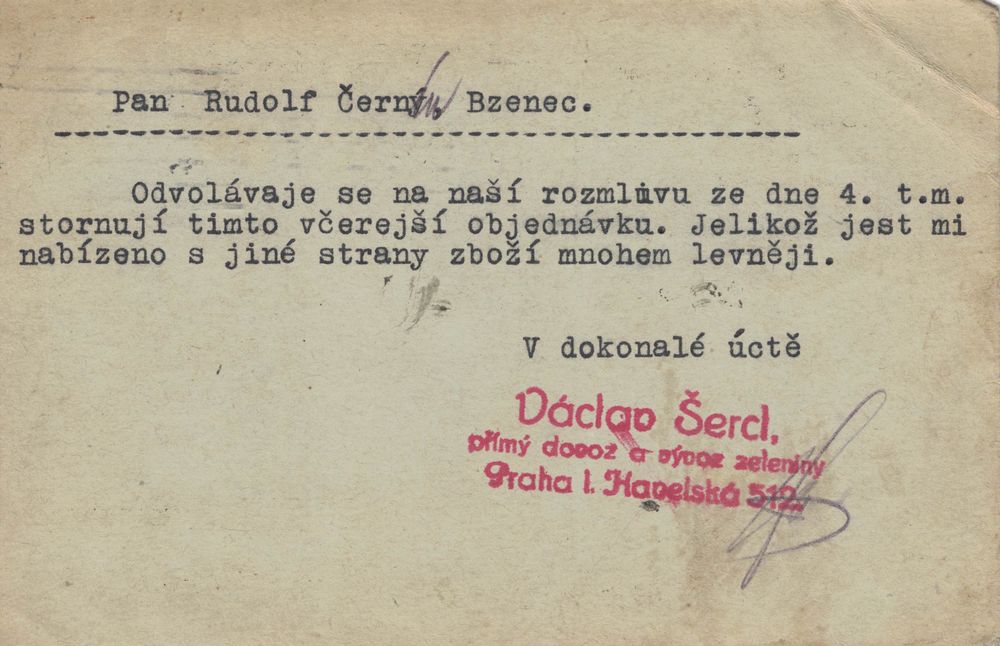 Pan Rudolf Černý, Bzenec.
Odvolávaje se na naší rozmluvu ze dne 4. t.m.
stornují timto včerejší objednávku. Jelikož jest mi
nabízeno s jiné strany zboží mnohem levněji.
V dokonalé úctě
Václav Šercl,
přímý dovoz a vývoz zeleniny
Praha I. Havelská 512.